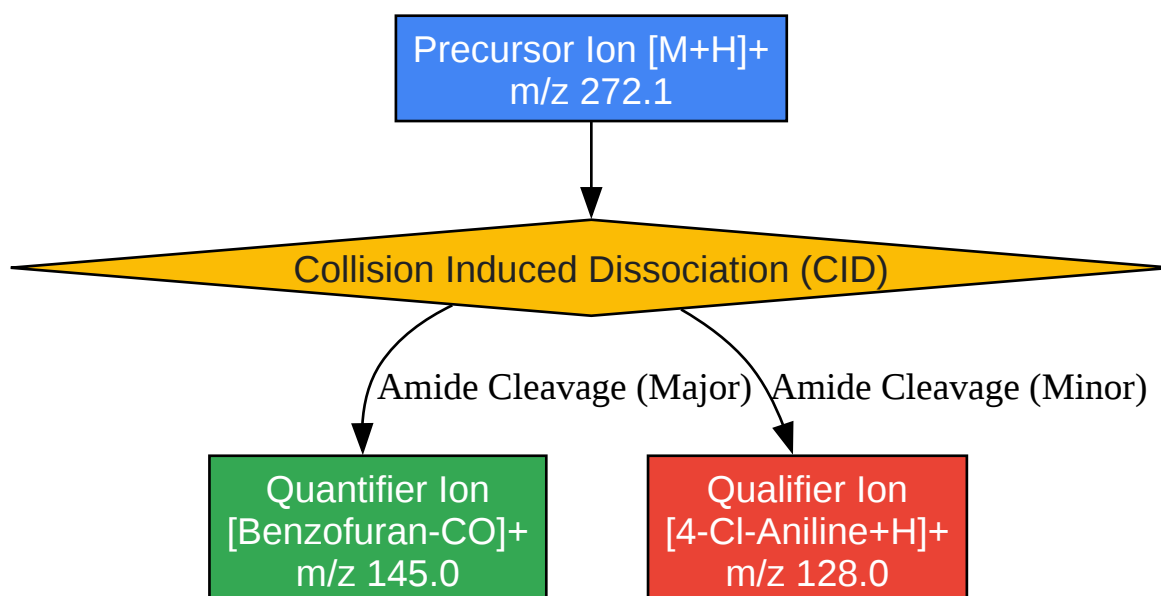 Precursor Ion [M+H]+
m/z 272.1
Collision Induced Dissociation (CID)
Amide Cleavage (Major)
Amide Cleavage (Minor)
Quantifier Ion
[Benzofuran-CO]+
m/z 145.0
Qualifier Ion
[4-Cl-Aniline+H]+
m/z 128.0